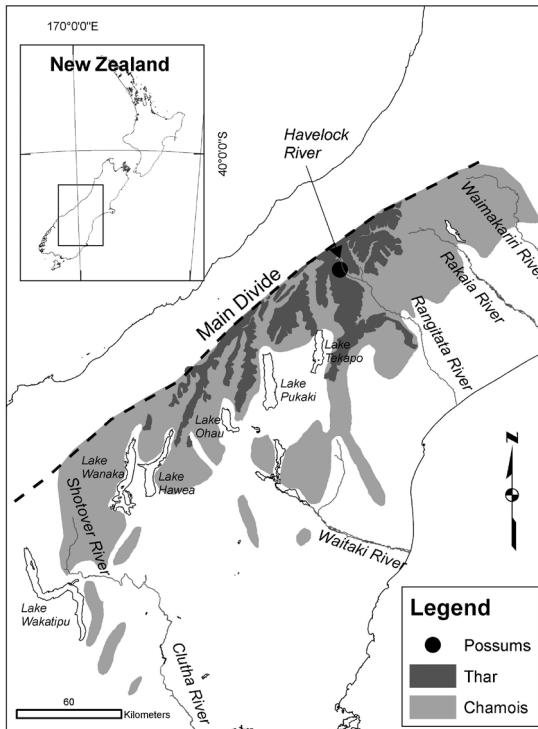 170°0'0"E
New Zealand
40°0'0"S
Havelock
River
Waimakariri River
Rakaia River
Rangitata River
Main Divide
Lake
Tekapo
Lake
Pukaki
Lake
Ohau
Lake
Wanaka
Lake
Hawea
Shotover River
Waitaki River
Lake
Wakatipu
Clutha River
N
Legend
Possums
Thar
Chamois
60
Kilometers